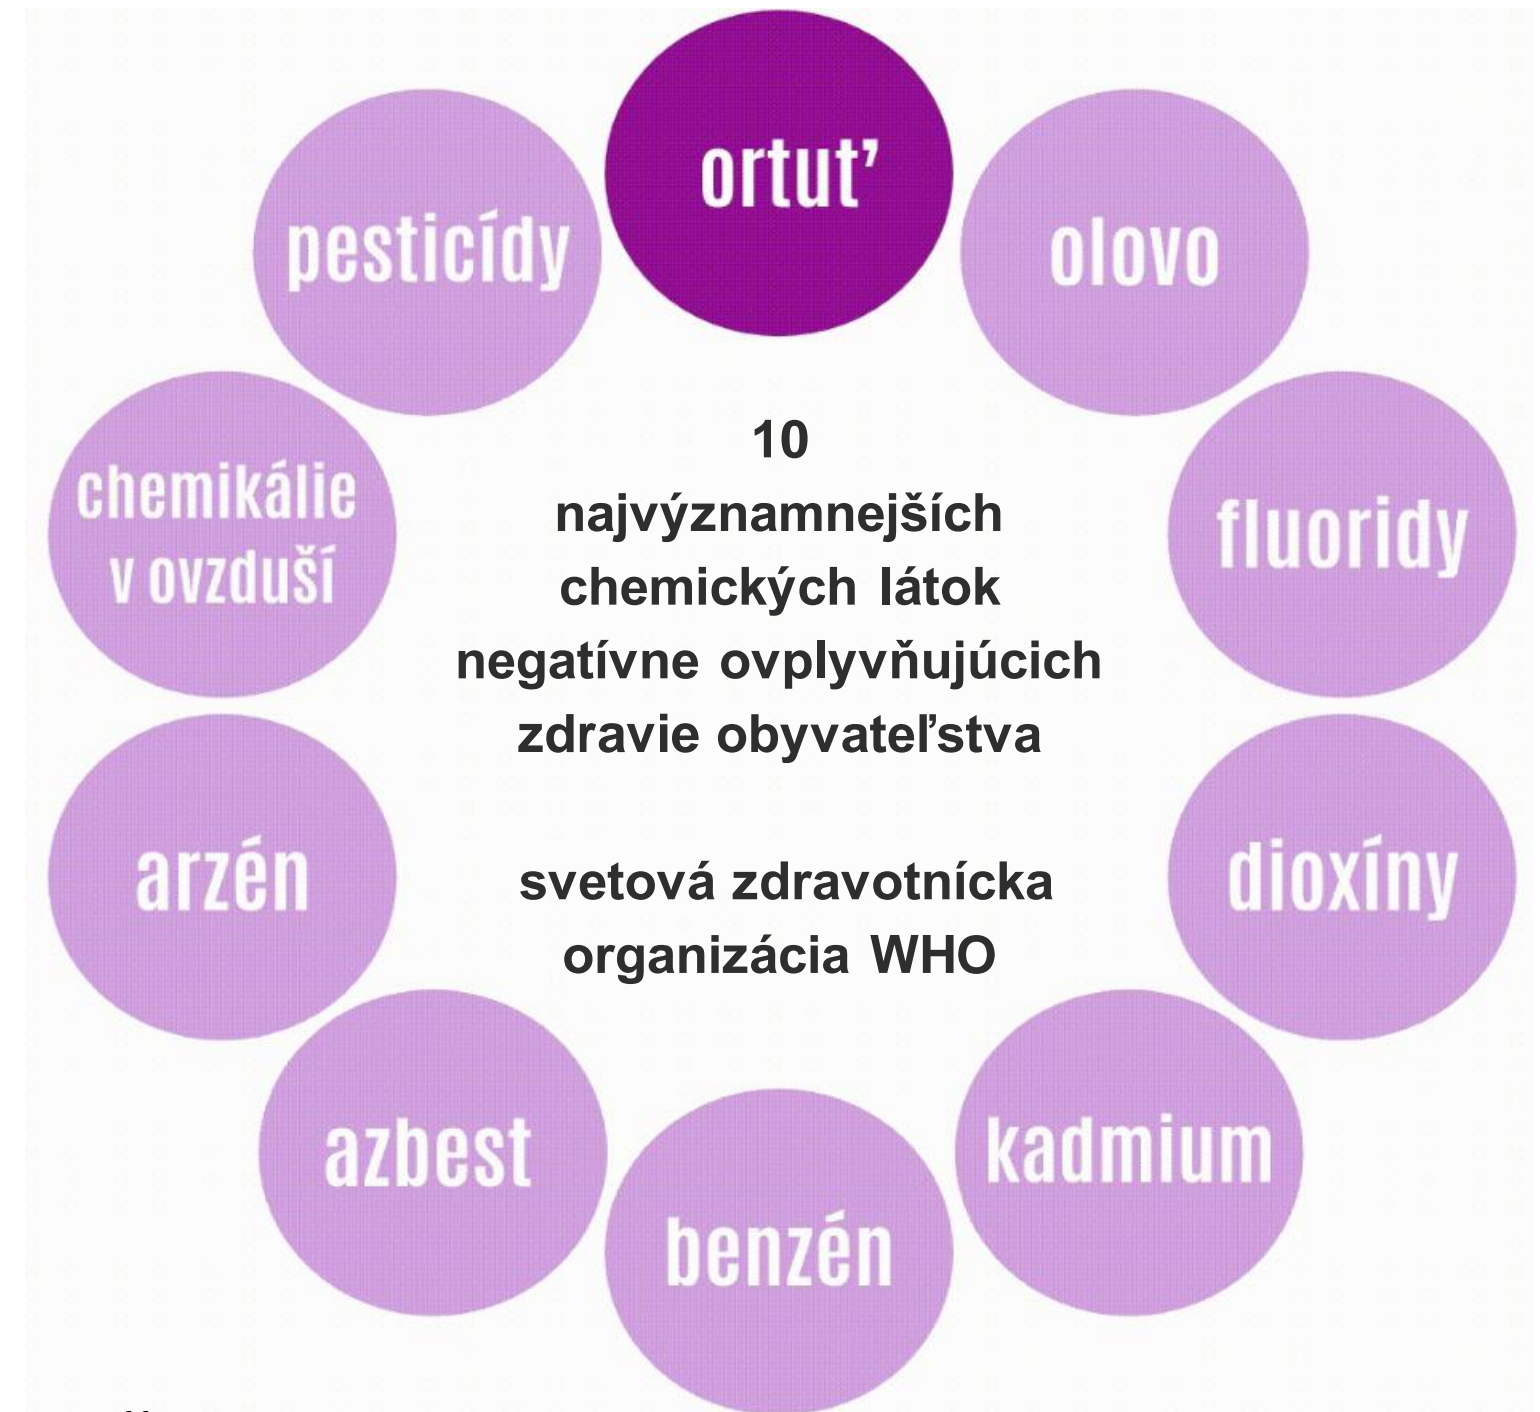 ortuť
olovo
fluoridy
dioxíny
kadmium
benzén
azbest
arzén
chemikálie
v ovzduší
pesticídy
10
najvýznamnejších
chemických látok
negatívne ovplyvňujúcich
zdravie obyvateľstva
svetová zdravotnícka
organizácia WHO